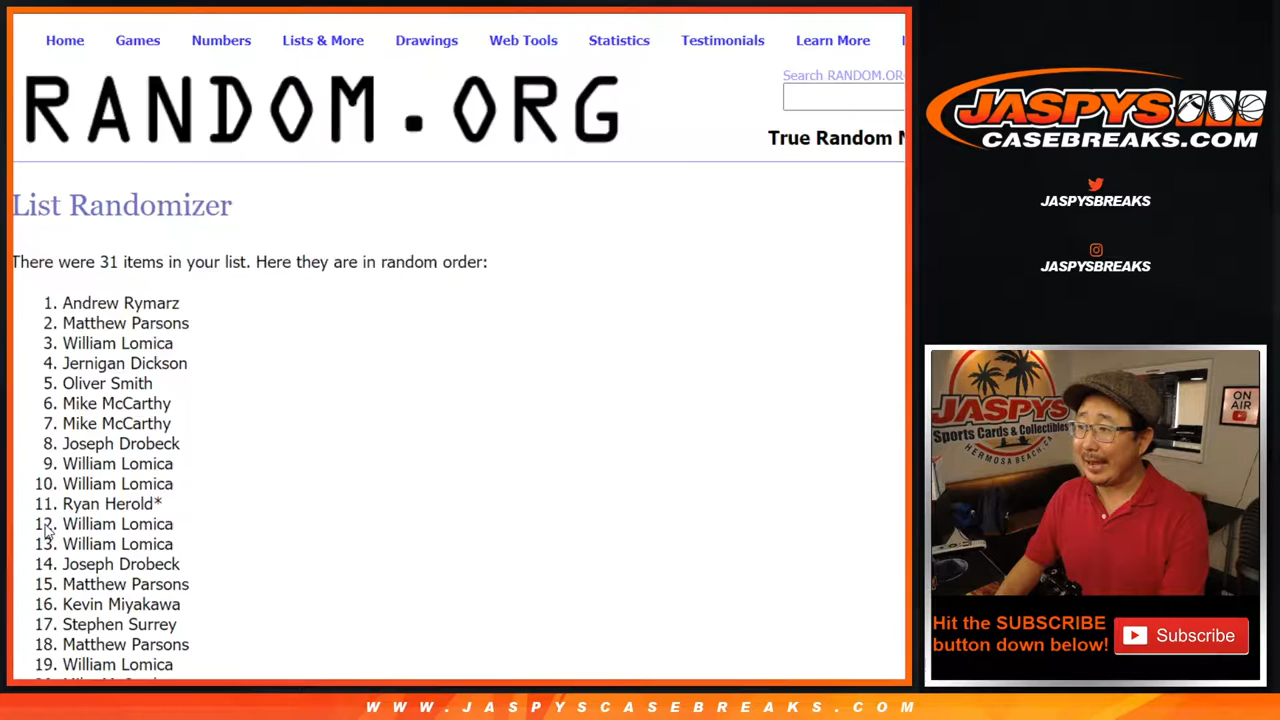 Home Games Numbers Lists & More Drawings Web Tools Statistics Testimonials Learn More
RANDOM.ORG
Search RANDOM.OR
True Random
List Randomizer
There were 31 items in your list. Here they are in random order:
1. Andrew Rymarz
2. Matthew Parsons
3. William Lomica
4. Jernigan Dickson
5. Oliver Smith
6. Mike McCarthy
7. Mike McCarthy
8. Joseph Drobeck
9. William Lomica
10. William Lomica
11. Ryan Herold*
12. William Lomica
13. William Lomica
14. Joseph Drobeck
15. Matthew Parsons
16. Kevin Miyakawa
17. Stephen Surrey
18. Matthew Parsons
19. William Lomica
JASPYS
CASEBREAKS.COM
JASPYSBREAKS
JASPYSBREAKS
JASPYS
Sports Cards & Collectibles
HERMOSA BEACH, CA
ON
AIR
Hit the SUBSCRIBE
button down below!
Subscribe
WWW.JASPYSCASEBREAKS.COM